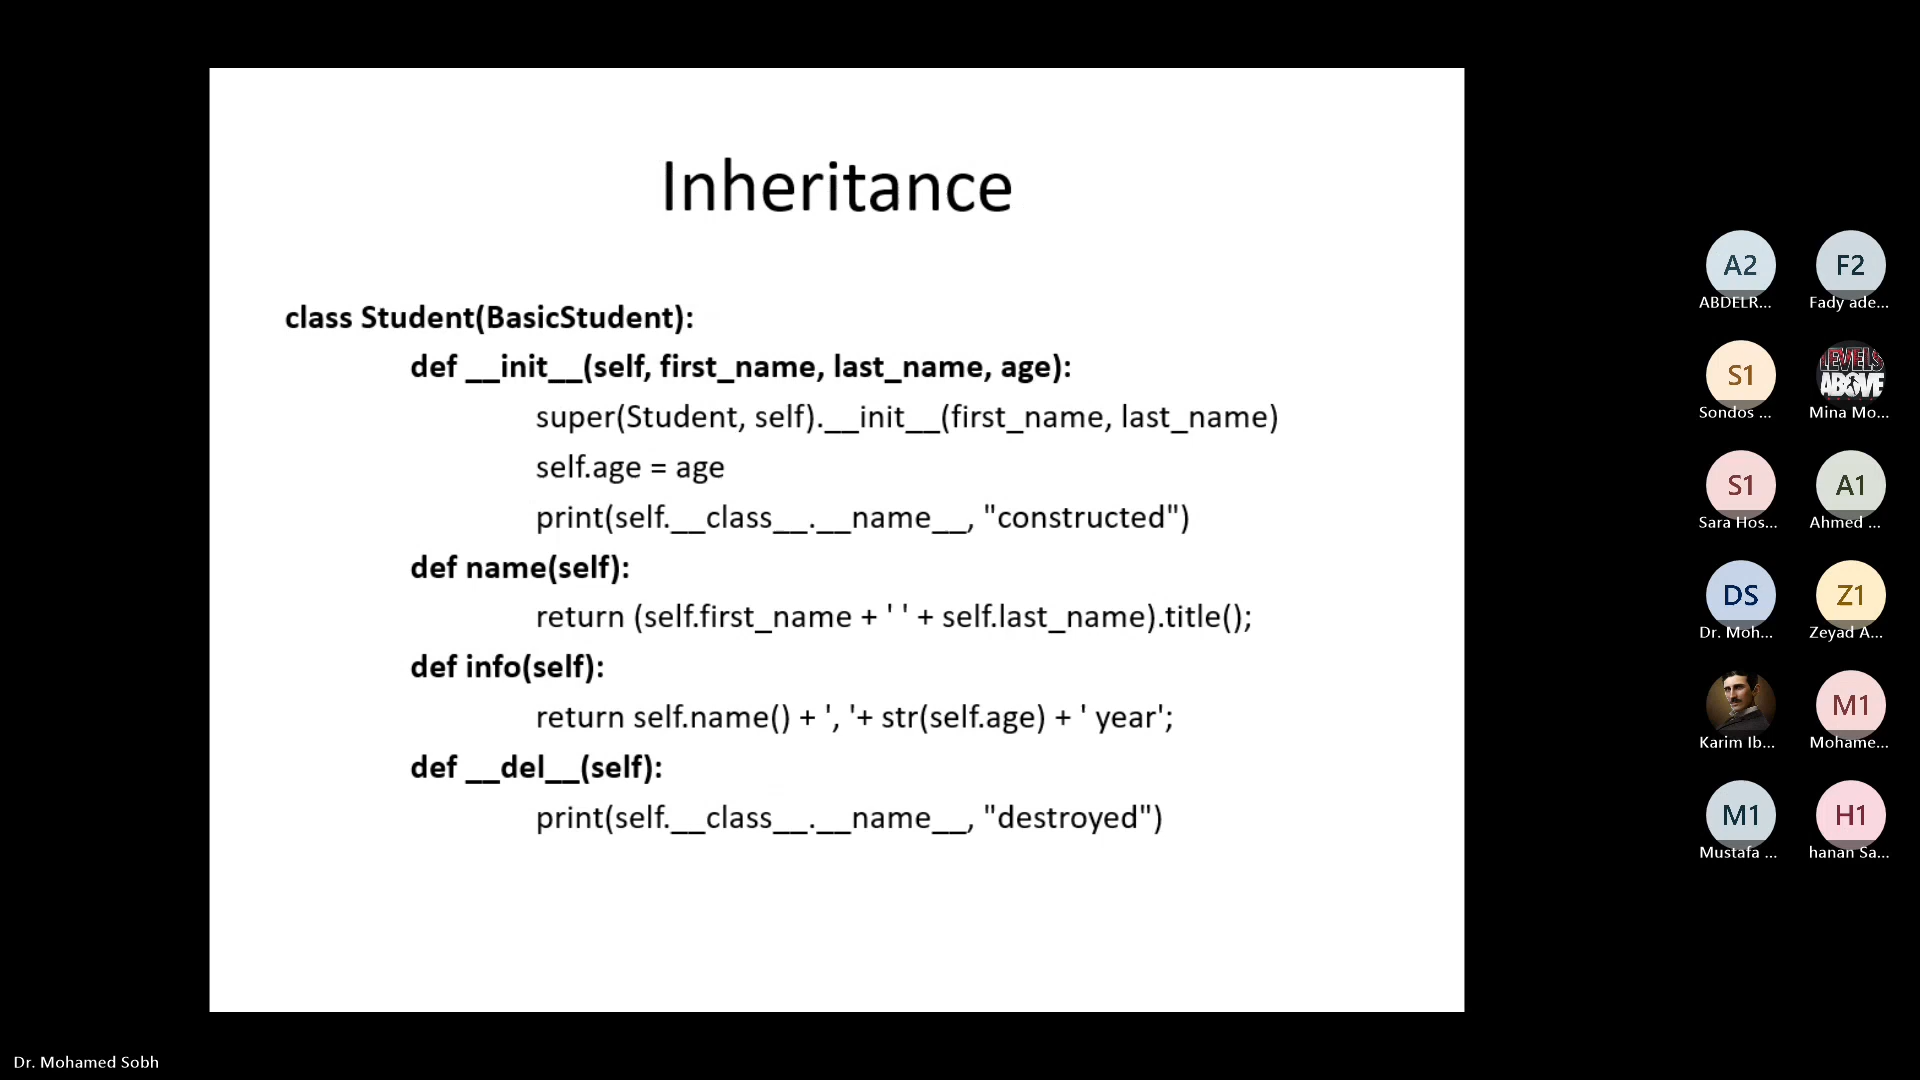 Inheritance
class Student(BasicStudent):
def __init__(self, first_name, last_name, age):
super(Student, self).__init__(first_name, last_name)
self.age = age
print(self.__class__.__name__, "constructed")
def name(self):
return (self.first_name + ' ' + self.last_name).title();
def info(self):
return self.name() + ', '+ str(self.age) + ' year';
def __del__(self):
print(self.__class__.__name__, "destroyed")
A2 F2
ABDELR... Fady ade...
S1 LEVELS ABOVE
Sondos ... Mina Mo...
S1 A1
Sara Hos... Ahmed ...
DS Z1
Dr. Moh... Zeyad A...
M1
Karim Ib... Mohame...
M1 H1
Mustafa ... hanan Sa...
Dr. Mohamed Sobh